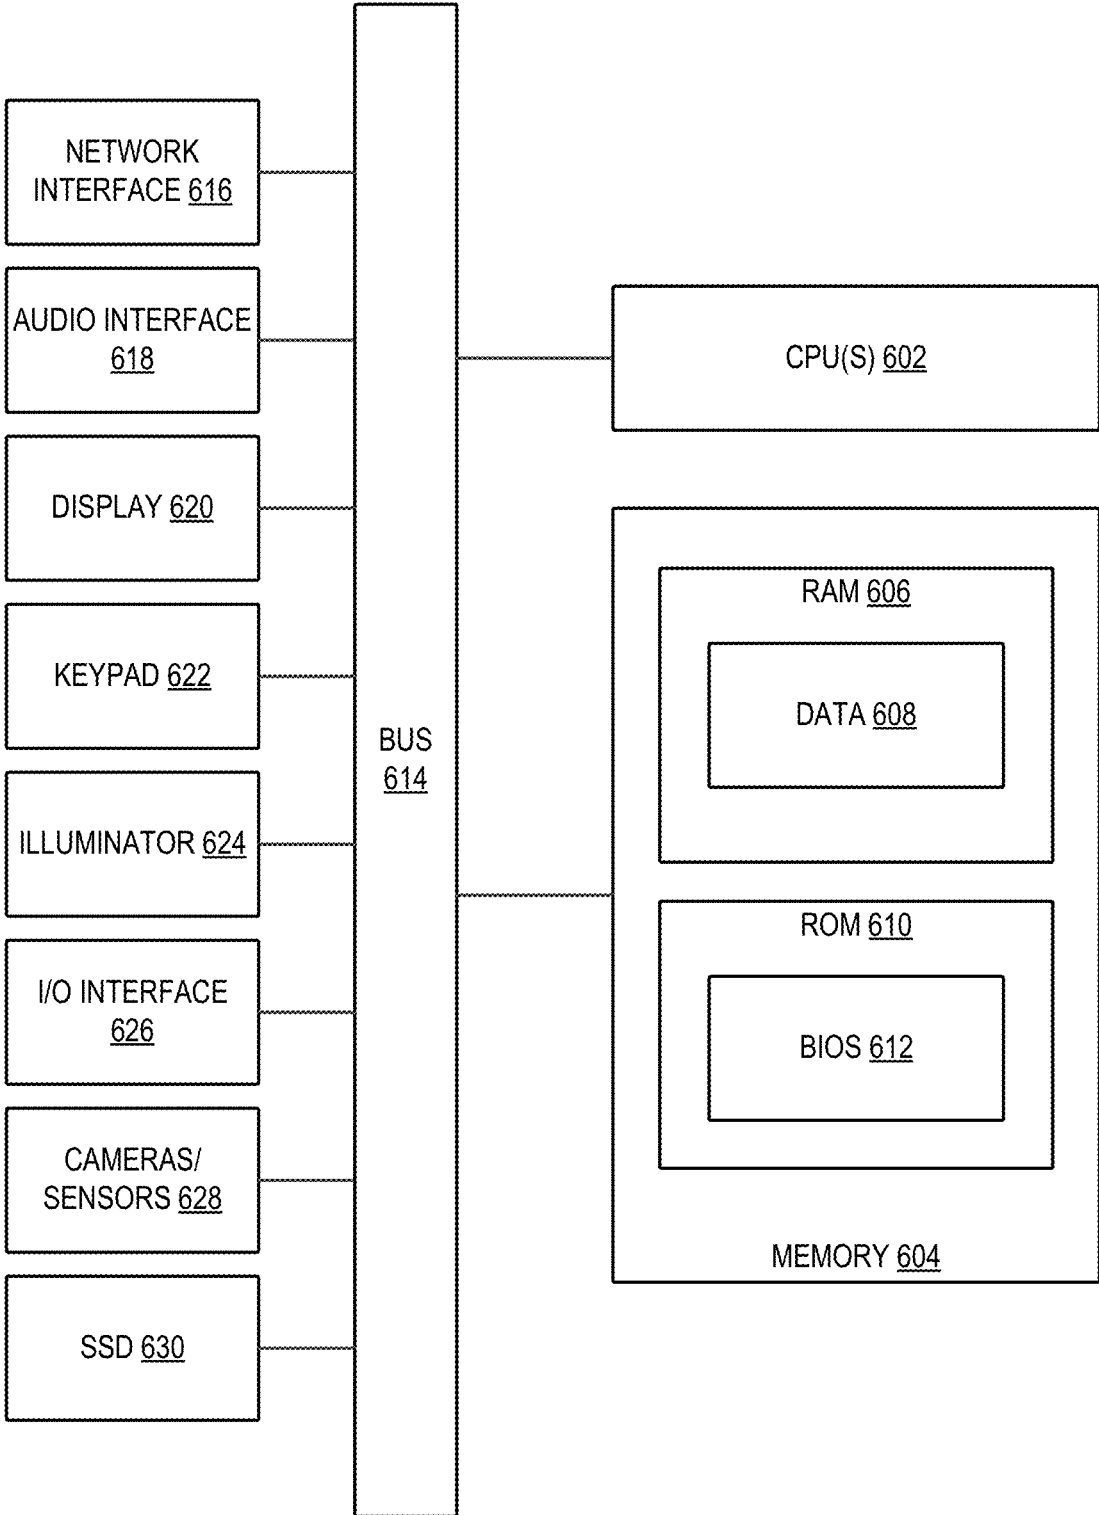 NETWORK
INTERFACE 616
AUDIO INTERFACE
618
DISPLAY 620
KEYPAD 622
ILLUMINATOR 624
I/O INTERFACE
626
CAMERAS/
SENSORS 628
SSD 630
BUS
614
CPU(S) 602
RAM 606
DATA 608
ROM 610
BIOS 612
MEMORY 604